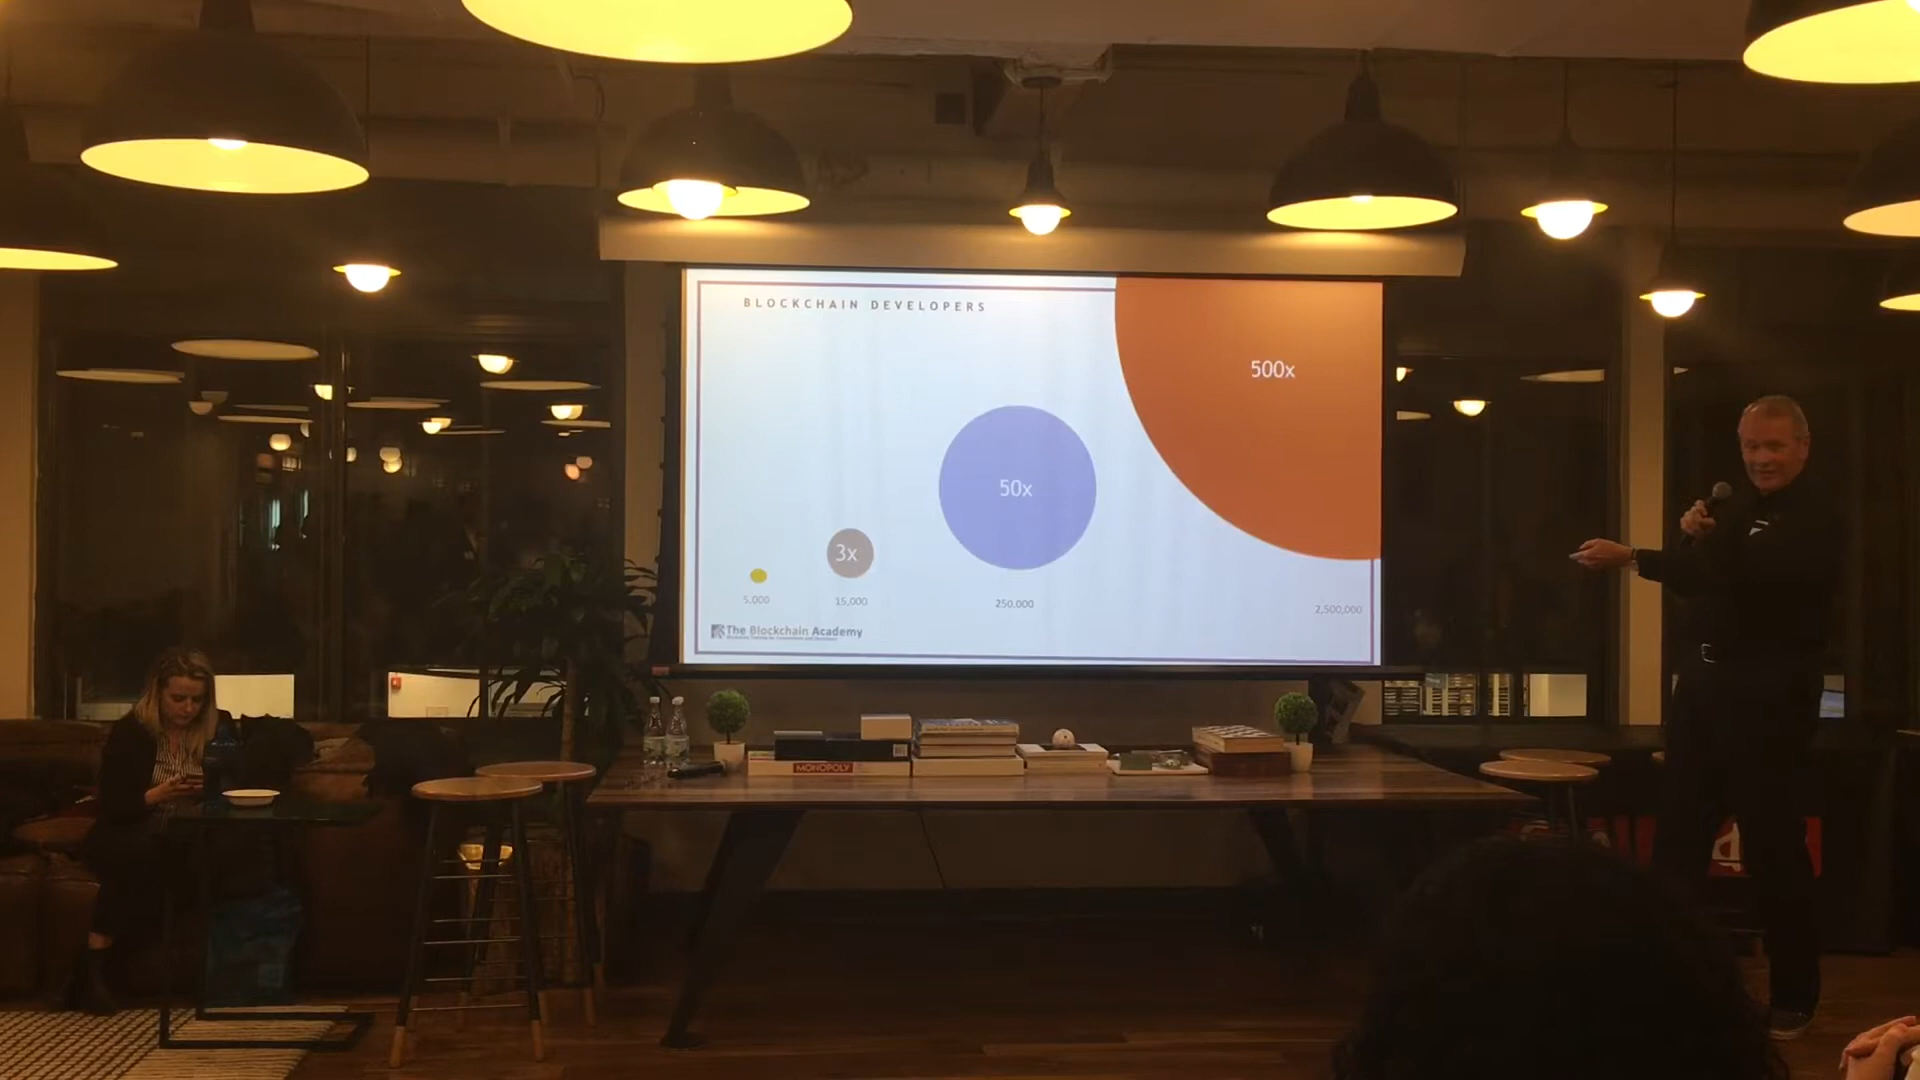 BLOCKCHAIN DEVELOPERS
500x
50x
3x
5,000
15,000
250,000
2,500,000
The Blockchain Academy
MONOPOLY